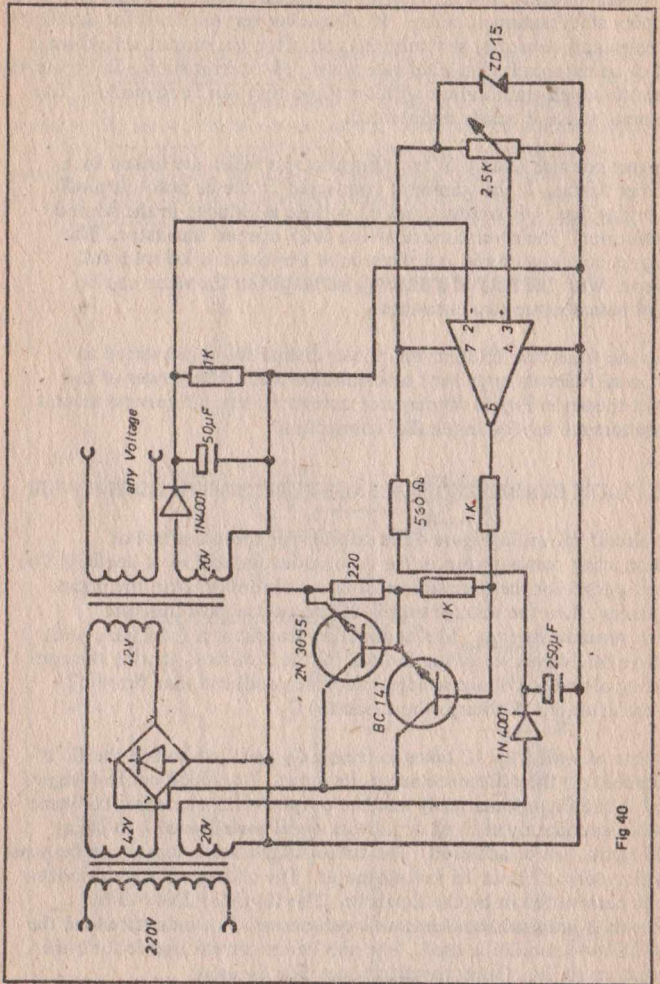 220V
42V
20V
42V
20V
any Voltage
1N4001
50µF
1K
2N 3055
220
BC 141
1K
560 Ω
1K
1N 4001
250µF
6
7
2
-
3
4
2,5K
ZD 15
Fig 40